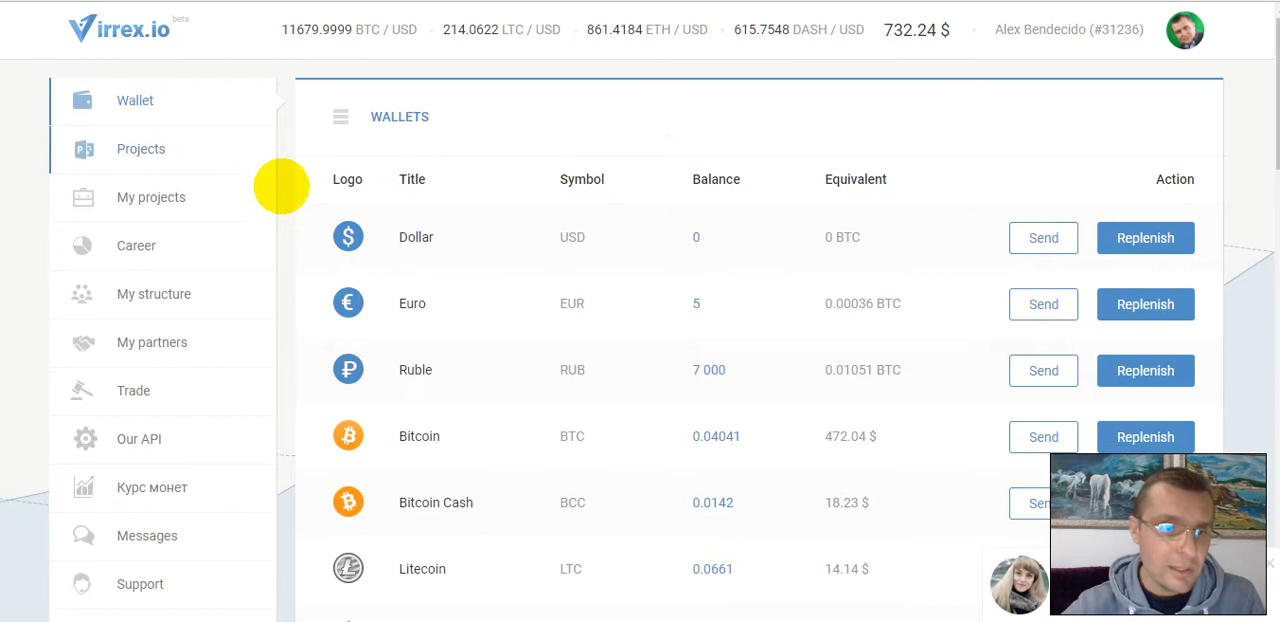 Virrex.io beta
11679.9999 BTC / USD 214.0622 LTC / USD 861.4184 ETH / USD 615.7548 DASH / USD 732.24 $ Alex Bendecido (#31236)
Wallet
Projects
My projects
Career
My structure
My partners
Trade
Our API
Курс монет
Messages
Support
WALLETS
Logo Title Symbol Balance Equivalent Action
Dollar USD 0 0 BTC Send Replenish
Euro EUR 5 0.00036 BTC Send Replenish
Ruble RUB 7 000 0.01051 BTC Send Replenish
Bitcoin BTC 0.04041 472.04 $ Send Replenish
Bitcoin Cash BCC 0.0142 18.23 $
Litecoin LTC 0.0661 14.14 $